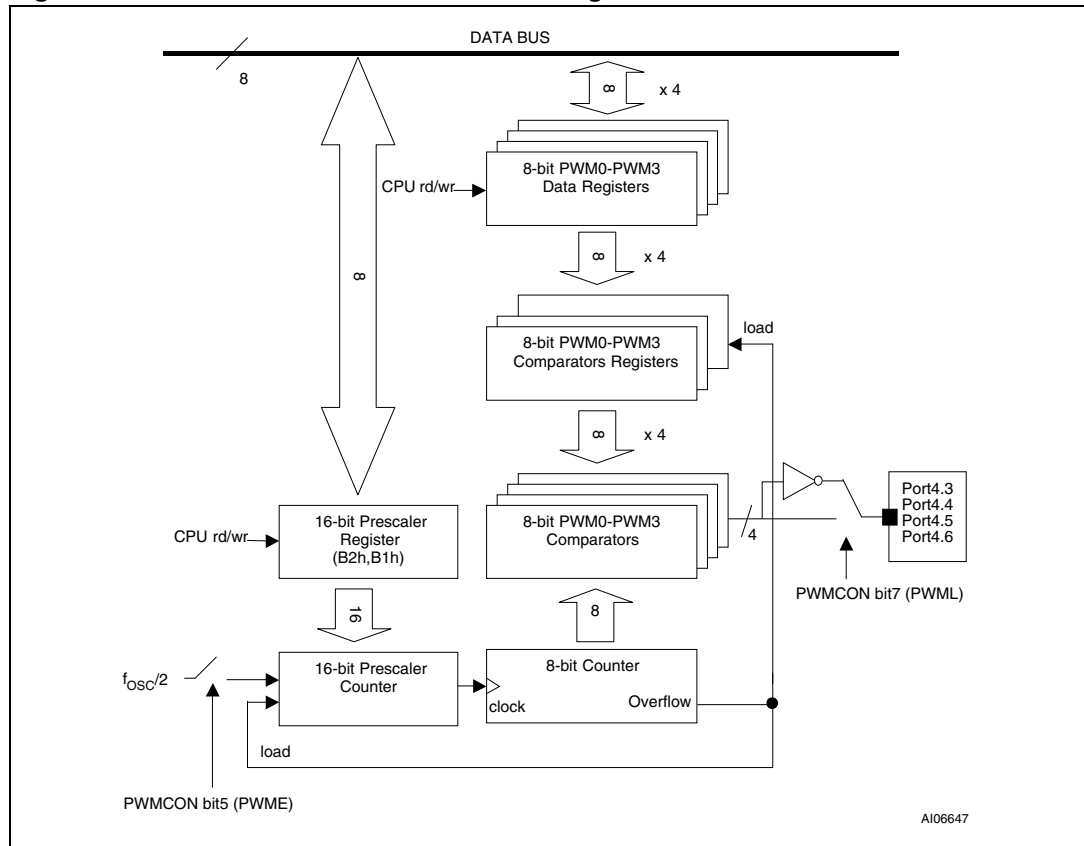 DATA BUS
8
8
x 4
8-bit PWM0-PWM3
Data Registers
CPU rd/wr
8
8
x 4
load
8-bit PWM0-PWM3
Comparators Registers
8
x 4
Port4.3
Port4.4
Port4.5
Port4.6
16-bit Prescaler
Register
(B2h,B1h)
8-bit PWM0-PWM3
Comparators
4
CPU rd/wr
PWMCON bit7 (PWML)
16
8
fOSC/2
16-bit Prescaler
Counter
8-bit Counter
clock
Overflow
load
PWMCON bit5 (PWME)
AI06647